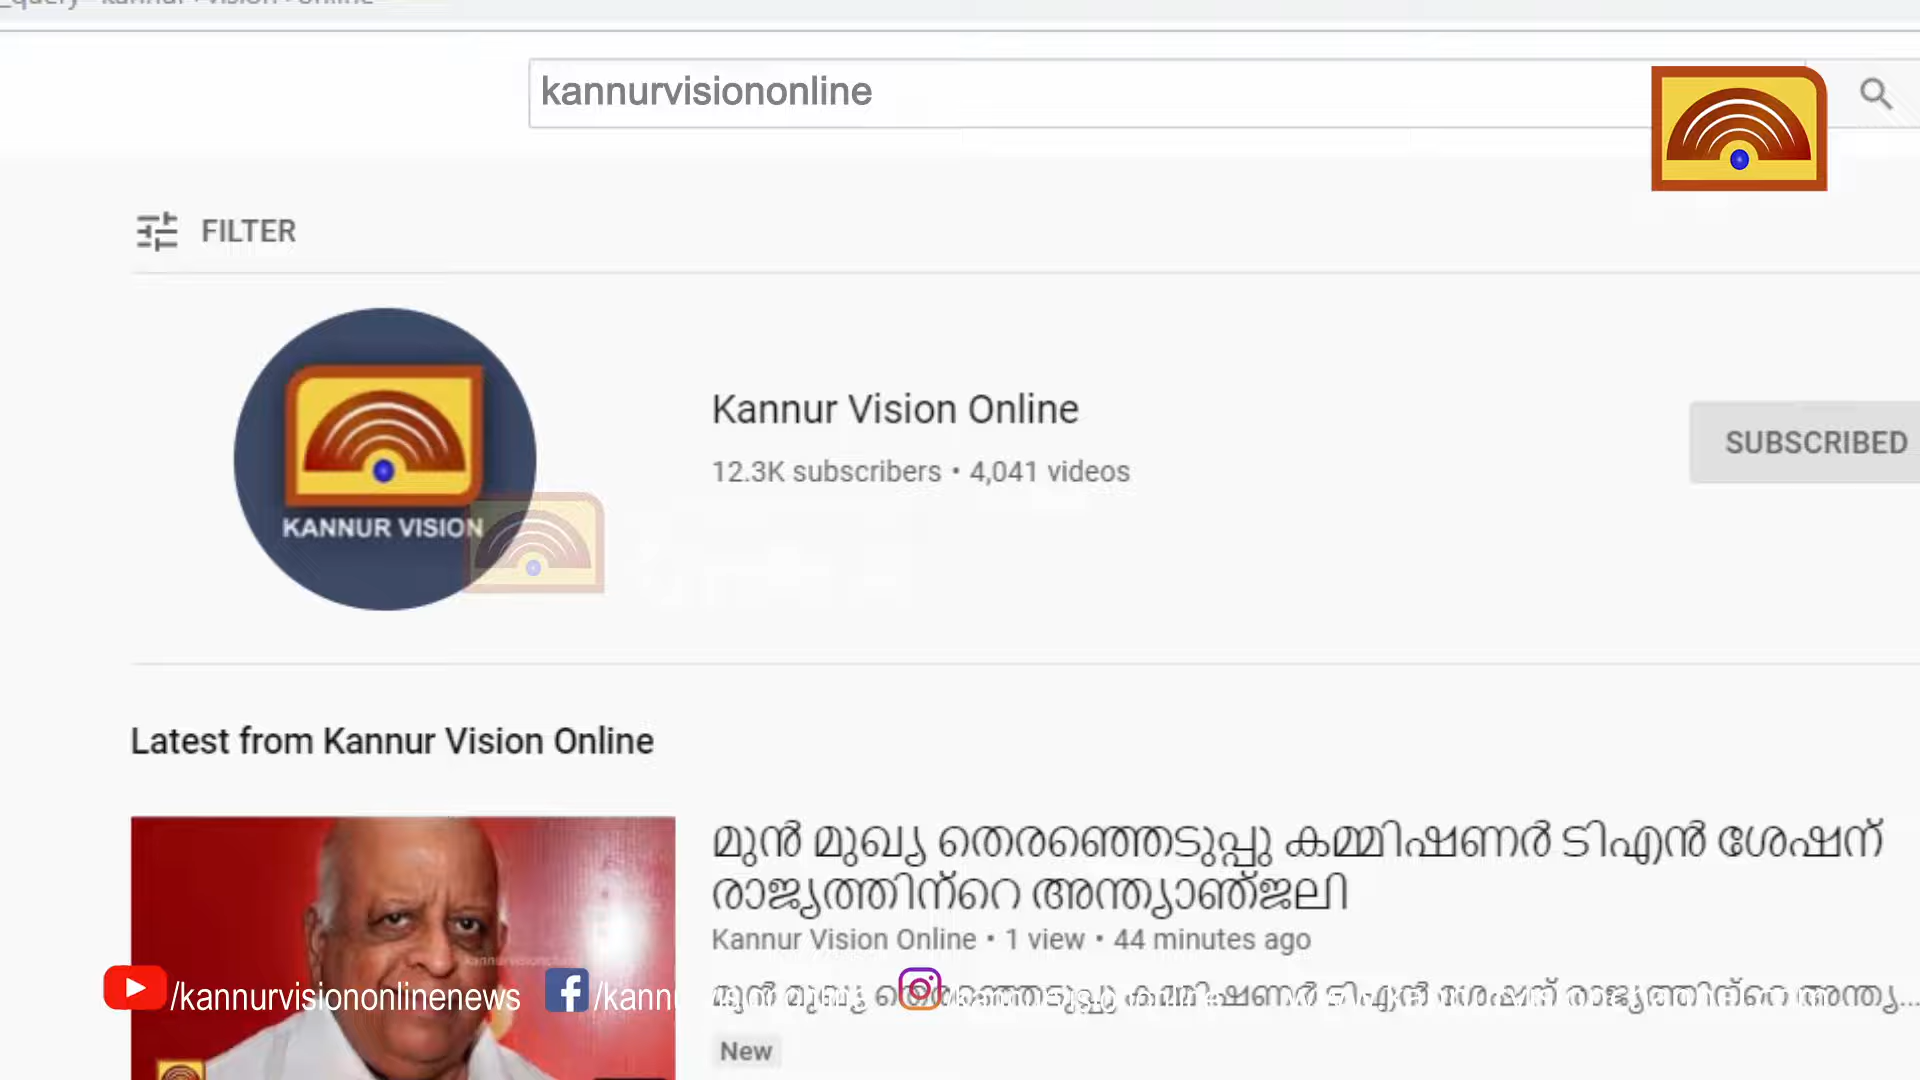 kannurvisiononline
FILTER
Kannur Vision Online
12.3K subscribers • 4,041 videos
SUBSCRIBED
KANNUR VISION
Latest from Kannur Vision Online
മുൻ മുഖ്യ തെരഞ്ഞെടുപ്പു കമ്മിഷണർ ടിഎൻ ശേഷന്
രാജ്യത്തിന്റെ അന്ത്യാഞ്ജലി
Kannur Vision Online • 1 view • 44 minutes ago
/kannurvisiononlinenews
New